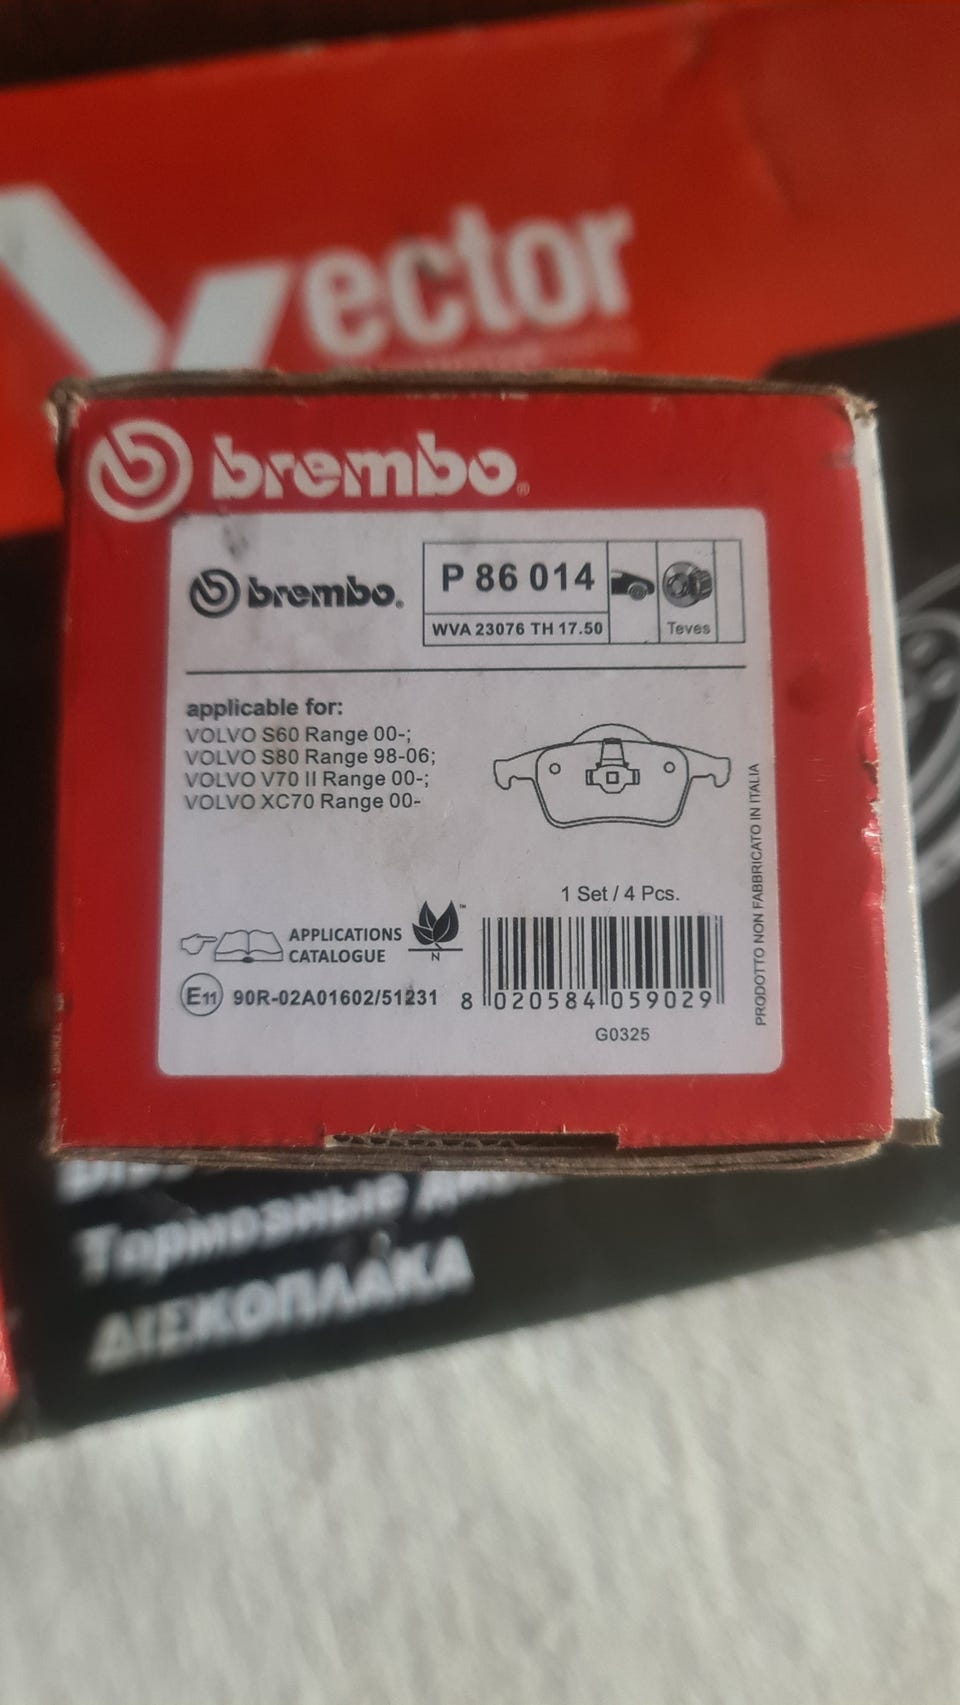 Vector
brembo®
brembo®
P 86 014
WVA 23076 TH 17.50
Teves
applicable for:
VOLVO S60 Range 00-;
VOLVO S80 Range 98-06;
VOLVO V70 II Range 00-;
VOLVO XC70 Range 00-
PRODOTTO NON FABBRICATO IN ITALIA
1 Set / 4 Pcs.
APPLICATIONS
CATALOGUE
™
N
E11 90R-02A01602/51231
8 020584 059029
G0325
Тормозные
ΔΙΣΚΟΠΛΑΚΑ